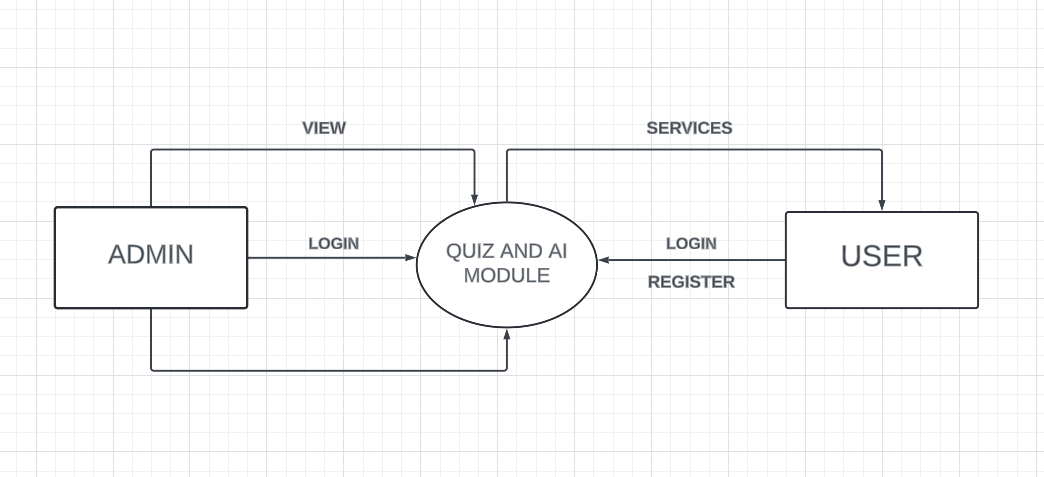 VIEW
SERVICES
ADMIN
LOGIN
QUIZ AND AI
MODULE
LOGIN
REGISTER
USER